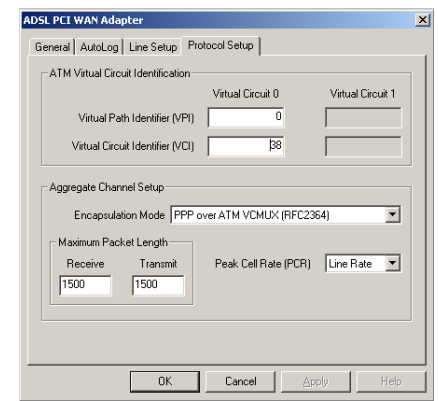 ADSL PCI WAN Adapter
General AutoLog Line Setup Protocol Setup
ATM Virtual Circuit Identification
Virtual Circuit 0 Virtual Circuit 1
Virtual Path Identifier (VPI) 0
Virtual Circuit Identifier (VCI) 38
Aggregate Channel Setup
Encapsulation Mode PPP over ATM VCMUX (RFC2364)
Maximum Packet Length
Receive Transmit Peak Cell Rate (PCR) Line Rate
1500 1500
OK Cancel Apply Help